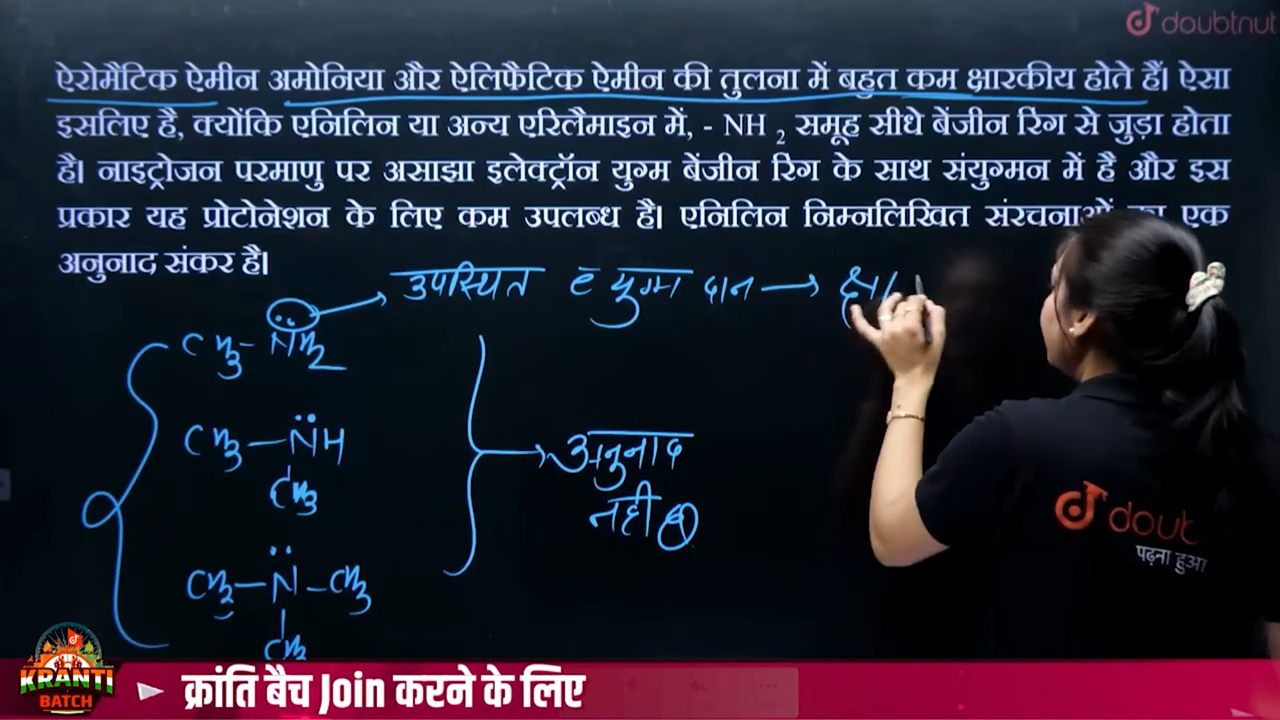 doubtnut
ऐरोमैटिक ऐमीन अमोनिया और ऐलिफैटिक ऐमीन की तुलना में बहुत कम क्षारकीय होते हैं। ऐसा
इसलिए है, क्योंकि एनिलिन या अन्य एरिलैमाइन में, - NH 2 समूह सीधे बेंजीन रिंग से जुड़ा होता
है। नाइट्रोजन परमाणु पर असाझा इलेक्ट्रॉन युग्म बेंजीन रिंग के साथ संयुग्मन में है और इस
प्रकार यह प्रोटोनेशन के लिए कम उपलब्ध है। एनिलिन निम्नलिखित संरचनाओं का एक
अनुनाद संकर है।
उपस्थित e युग्म दान → क्षा
CH3-NH2
CH3-NH
CH3
अनुनाद
नहीं
CH3-N-CH3
CH3
doubt
पढ़ना हुआ
KRANTI
BATCH
क्रांति बैच Join करने के लिए